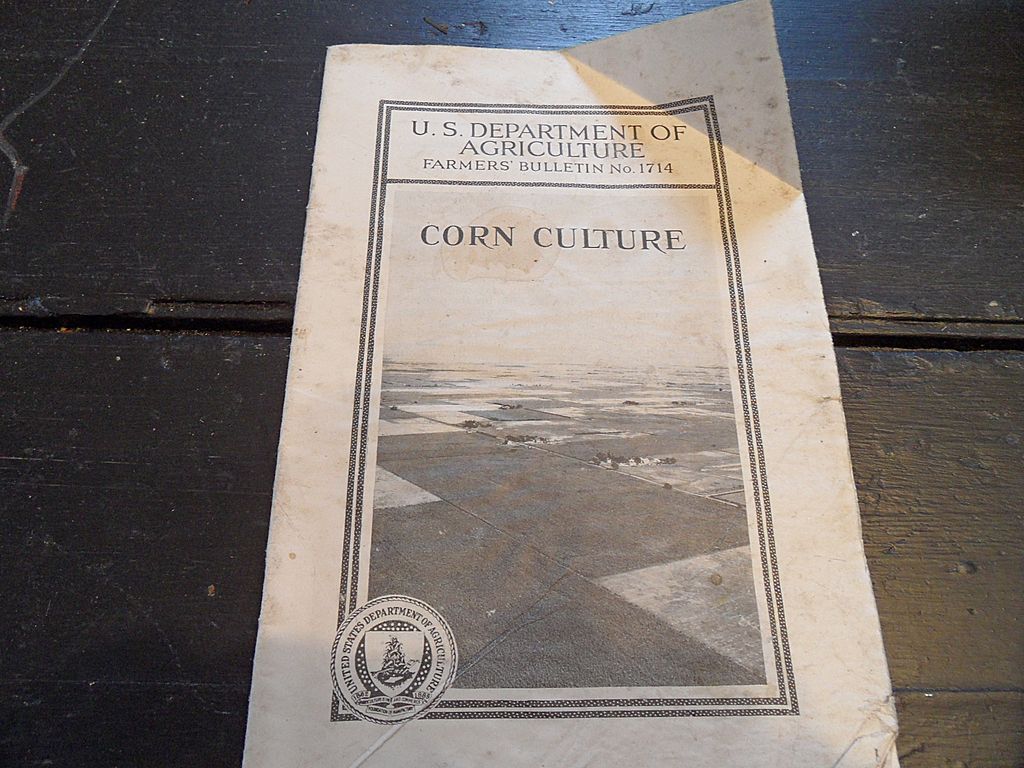 U. S. DEPARTMENT OF
AGRICULTURE
FARMERS' BULLETIN No. 1714
CORN CULTURE
UNITED STATES DEPARTMENT OF AGRICULTURE